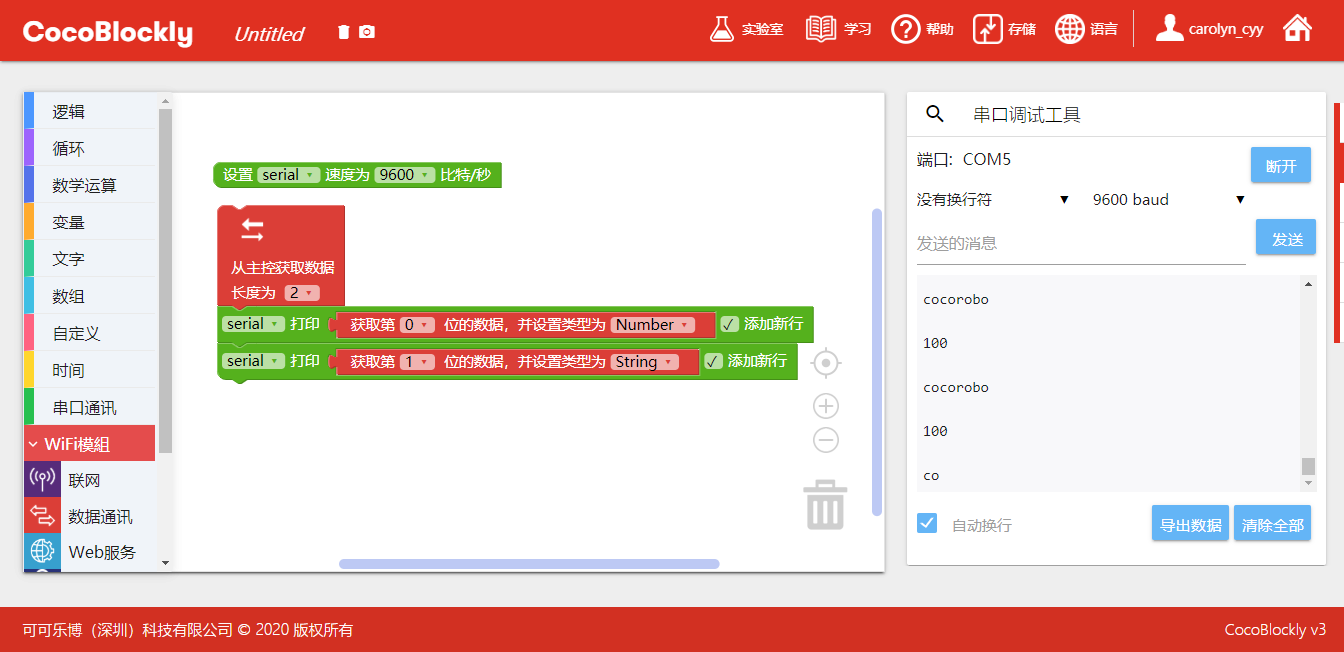 CocoBlockly
Untitled
实验室
学习
帮助
存储
语言
carolyn_cyy
逻辑
循环
数学运算
变量
文字
数组
自定义
时间
串口通讯
WiFi模組
联网
数据通讯
Web服务
设置 serial 速度为 9600 比特/秒
从主控获取数据
长度为 2
serial 打印 获取第 0 位的数据，并设置类型为 Number 添加新行
serial 打印 获取第 1 位的数据，并设置类型为 String 添加新行
串口调试工具
端口: COM5
断开
没有换行符 9600 baud
发送的消息
发送
cocorobo
100
cocorobo
100
co
自动换行
导出数据
清除全部
可可乐博（深圳）科技有限公司 © 2020 版权所有
CocoBlockly v3